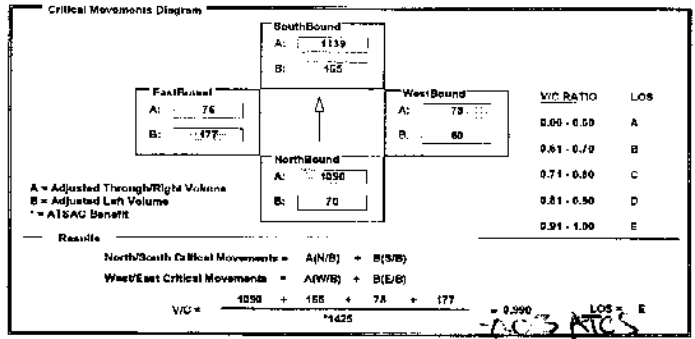 Critical Movements Diagram
SouthBound
A: 1139
B: 165
EastBound
A: 76
B: 177
WestBound
A: 78
B: 60
NorthBound
A: 1090
B: 70
V/C RATIO LOS
0.00 - 0.60 A
0.61 - 0.70 B
0.71 - 0.80 C
0.81 - 0.90 D
0.91 - 1.00 E
A = Adjusted Through/Right Volume
B = Adjusted Left Volume
* = ATSAC Benefit
Results
North/South Critical Movements = A(N/B) + B(S/B)
West/East Critical Movements = A(W/B) + B(E/B)
V/C = 1090 + 165 + 78 + 177 = 0.990 LOS = E
*1425
ATCS